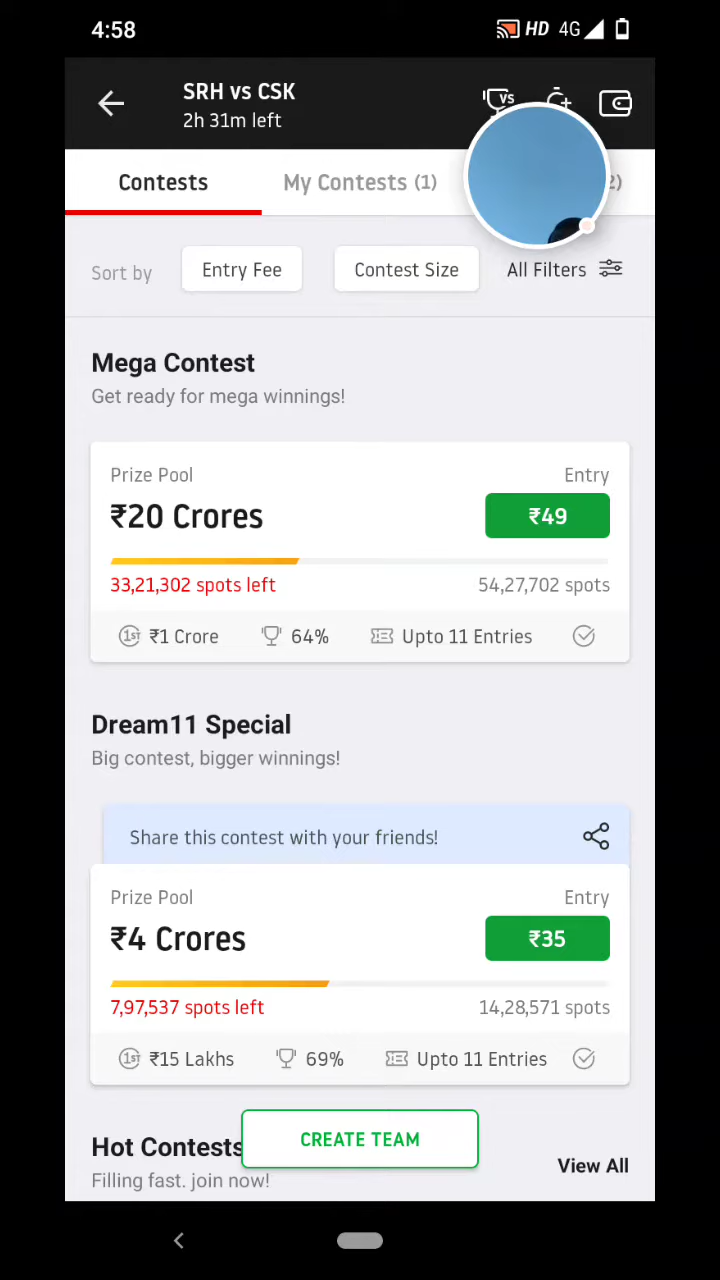 4:58
HD 4G
SRH vs CSK
VS
2h 31m left
Contests
My Contests (1)
2)
Sort by
Entry Fee
Contest Size
All Filters
Mega Contest
Get ready for mega winnings!
Prize Pool
Entry
₹20 Crores
₹49
33,21,302 spots left
54,27,702 spots
1ST ₹1 Crore
64%
Upto 11 Entries
Dream11 Special
Big contest, bigger winnings!
Share this contest with your friends!
Prize Pool
Entry
₹4 Crores
₹35
7,97,537 spots left
14,28,571 spots
1ST ₹15 Lakhs
69%
Upto 11 Entries
CREATE TEAM
Hot Contests
View All
Filling fast. join now!